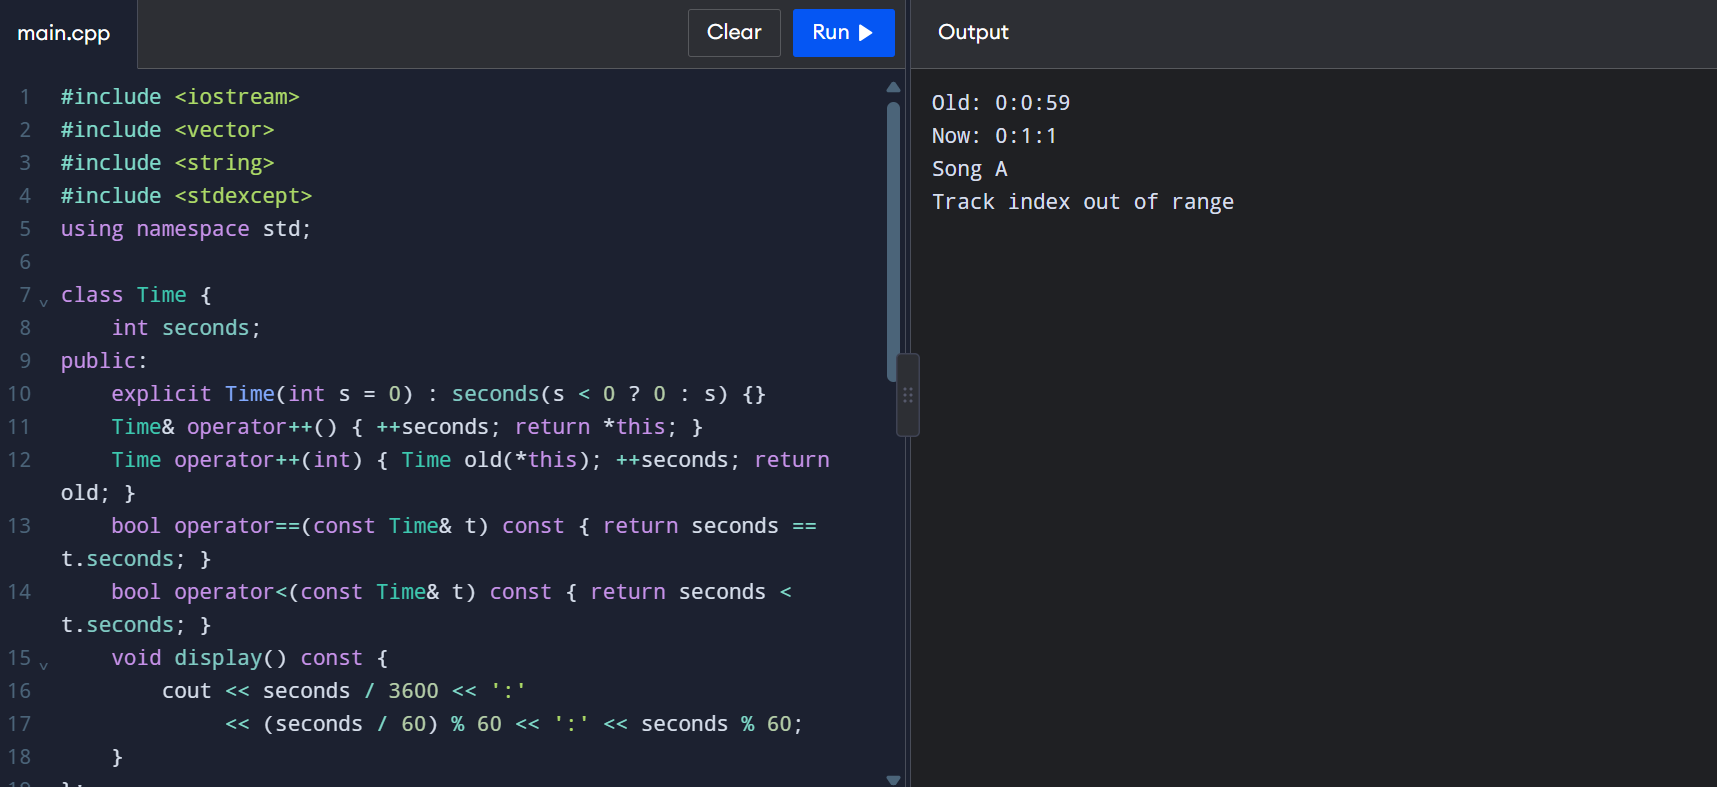 main.cpp
Clear
Run
Output
1 #include <iostream>
2 #include <vector>
3 #include <string>
4 #include <stdexcept>
5 using namespace std;
6
7 class Time {
8     int seconds;
9 public:
10     explicit Time(int s = 0) : seconds(s < 0 ? 0 : s) {}
11     Time& operator++() { ++seconds; return *this; }
12     Time operator++(int) { Time old(*this); ++seconds; return
old; }
13     bool operator==(const Time& t) const { return seconds ==
t.seconds; }
14     bool operator<(const Time& t) const { return seconds <
t.seconds; }
15     void display() const {
16         cout << seconds / 3600 << ':'
17              << (seconds / 60) % 60 << ':' << seconds % 60;
18     }
Old: 0:0:59
Now: 0:1:1
Song A
Track index out of range